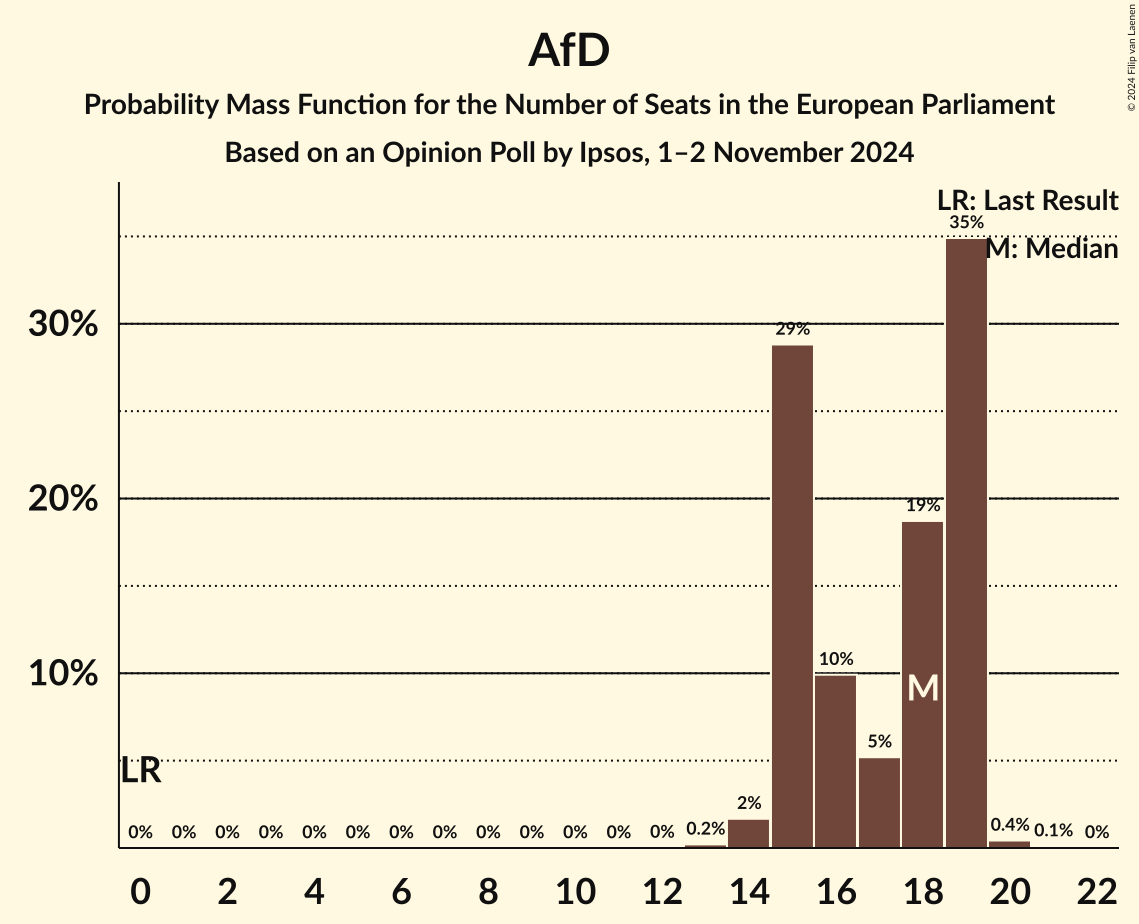 AfD
Probability Mass Function for the Number of Seats in the European Parliament
Based on an Opinion Poll by Ipsos, 1–2 November 2024
© 2024 Filip van Laenen
LR: Last Result
M: Median
35%
30%
29%
20%
19%
10%
10%
M
5%
LR
2%
0% 0% 0% 0% 0% 0% 0% 0% 0% 0% 0% 0% 0% 0.2% 0.4% 0.1% 0%
0 2 4 6 8 10 12 14 16 18 20 22